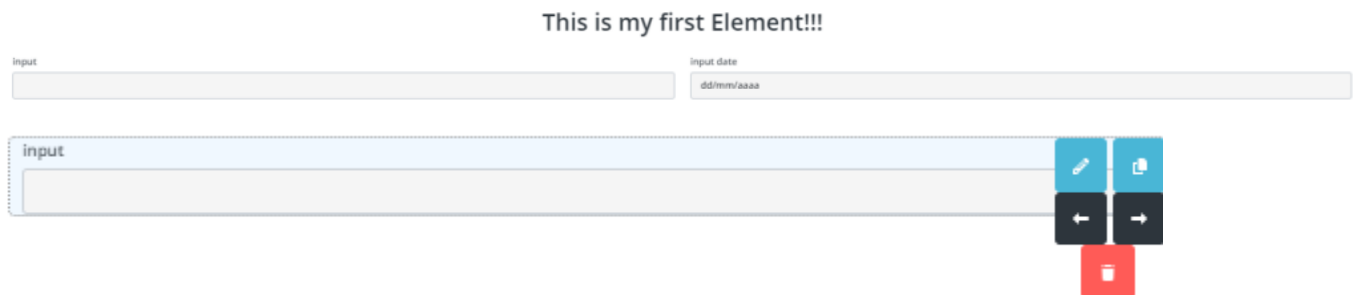 This is my first Element!!!
input
input date
dd/mm/aaaa
input